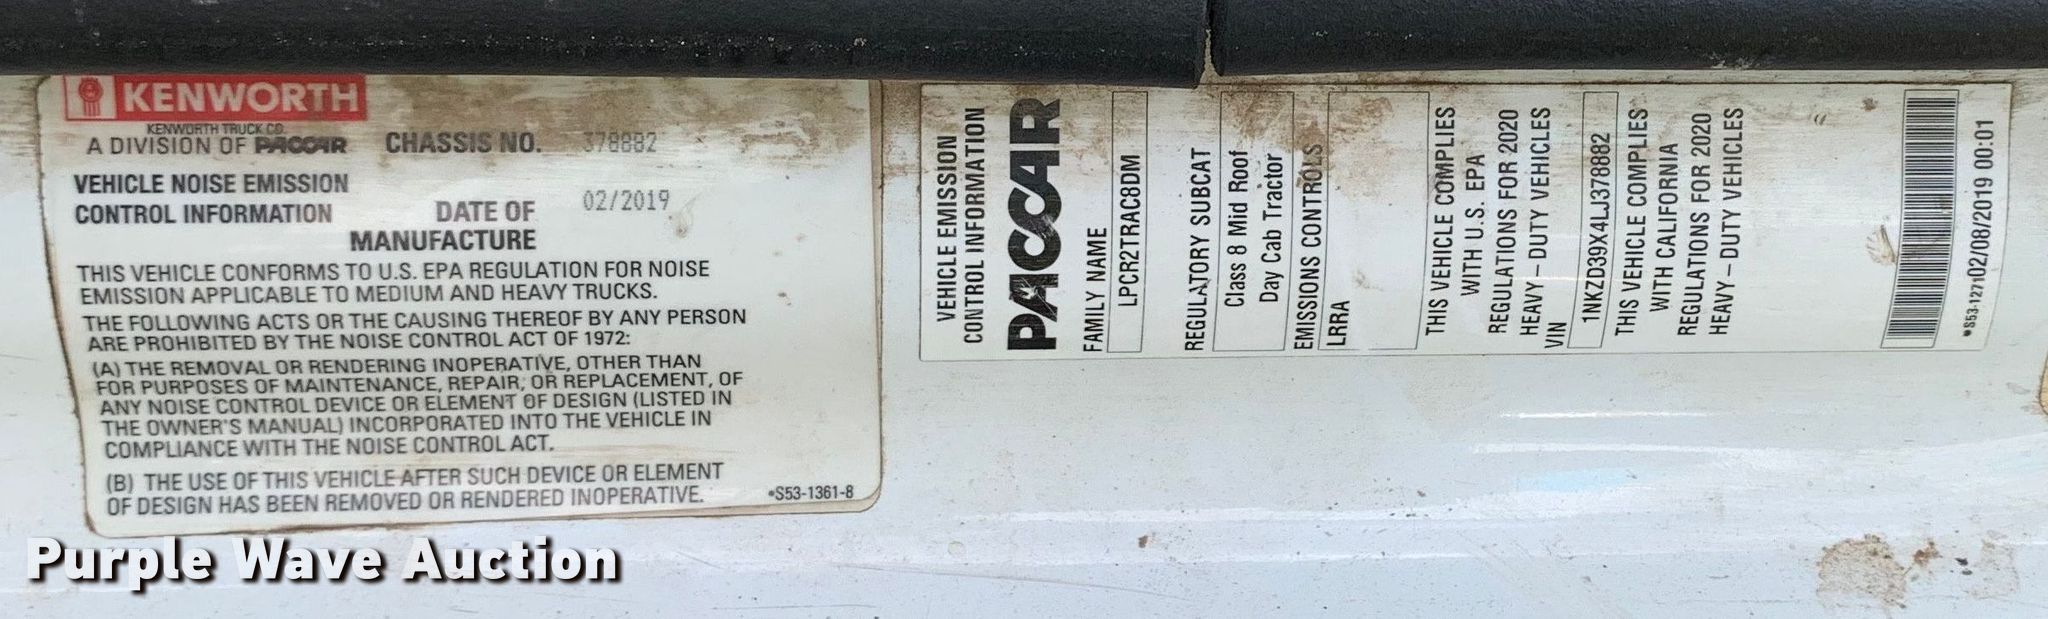 KENWORTH
KENWORTH TRUCK CO.
A DIVISION OF PACCAR
CHASSIS NO. 378882
VEHICLE NOISE EMISSION
CONTROL INFORMATION
DATE OF
MANUFACTURE
02/2019
THIS VEHICLE CONFORMS TO U.S. EPA REGULATION FOR NOISE
EMISSION APPLICABLE TO MEDIUM AND HEAVY TRUCKS.
THE FOLLOWING ACTS OR THE CAUSING THEREOF BY ANY PERSON
ARE PROHIBITED BY THE NOISE CONTROL ACT OF 1972:
(A) THE REMOVAL OR RENDERING INOPERATIVE, OTHER THAN
FOR PURPOSES OF MAINTENANCE, REPAIR, OR REPLACEMENT, OF
ANY NOISE CONTROL DEVICE OR ELEMENT OF DESIGN (LISTED IN
THE OWNER'S MANUAL) INCORPORATED INTO THE VEHICLE IN
COMPLIANCE WITH THE NOISE CONTROL ACT.
(B) THE USE OF THIS VEHICLE AFTER SUCH DEVICE OR ELEMENT
OF DESIGN HAS BEEN REMOVED OR RENDERED INOPERATIVE.
*S53-1361-8
VEHICLE EMISSION
CONTROL INFORMATION
PACCAR
FAMILY NAME
LPCR2TRAC8DM
REGULATORY SUBCAT
Class 8 Mid Roof
Day Cab Tractor
EMISSIONS CONTROLS
LRRA
THIS VEHICLE COMPLIES
WITH U.S. EPA
REGULATIONS FOR 2020
HEAVY-DUTY VEHICLES
VIN
1NKZD39X4LJ378882
THIS VEHICLE COMPLIES
WITH CALIFORNIA
REGULATIONS FOR 2020
HEAVY-DUTY VEHICLES
*S53-127102/08/2019 00:01
Purple Wave Auction